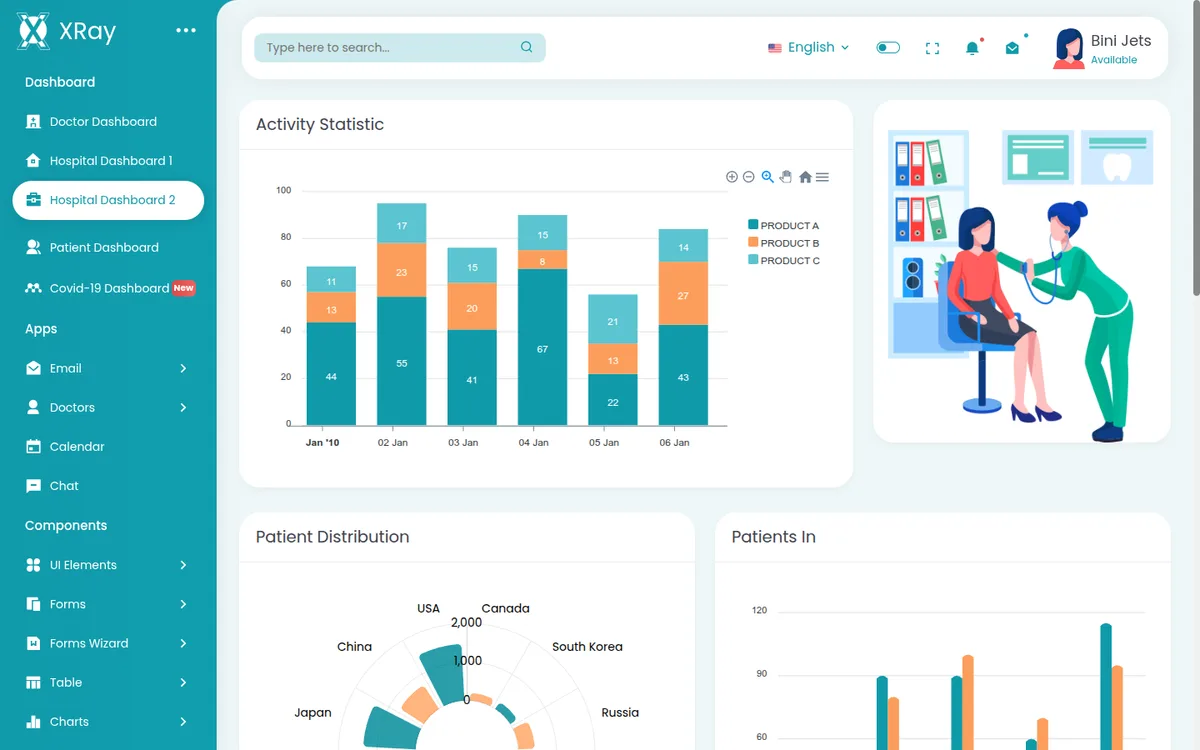 XRay
Dashboard
Doctor Dashboard
Hospital Dashboard 1
Hospital Dashboard 2
Patient Dashboard
Covid-19 Dashboard New
Apps
Email
Doctors
Calendar
Chat
Components
UI Elements
Forms
Forms Wizard
Table
Charts
Type here to search...
English
Bini Jets
Available
Activity Statistic
100
80
60
40
20
0
11
13
44
17
23
55
15
20
41
15
8
67
21
13
22
14
27
43
Jan '10
02 Jan
03 Jan
04 Jan
05 Jan
06 Jan
PRODUCT A
PRODUCT B
PRODUCT C
Patient Distribution
USA
Canada
2,000
China
South Korea
1,000
0
Japan
Russia
Patients In
120
90
60